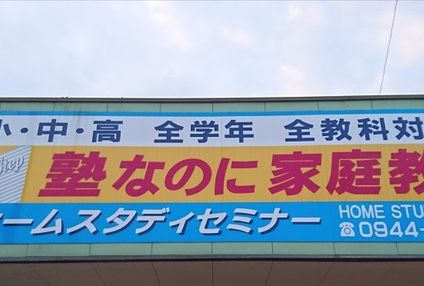 小・中・高 全学年 全教科対
塾なのに家庭教
ホームスタディセミナー HOME STU
☎0944-